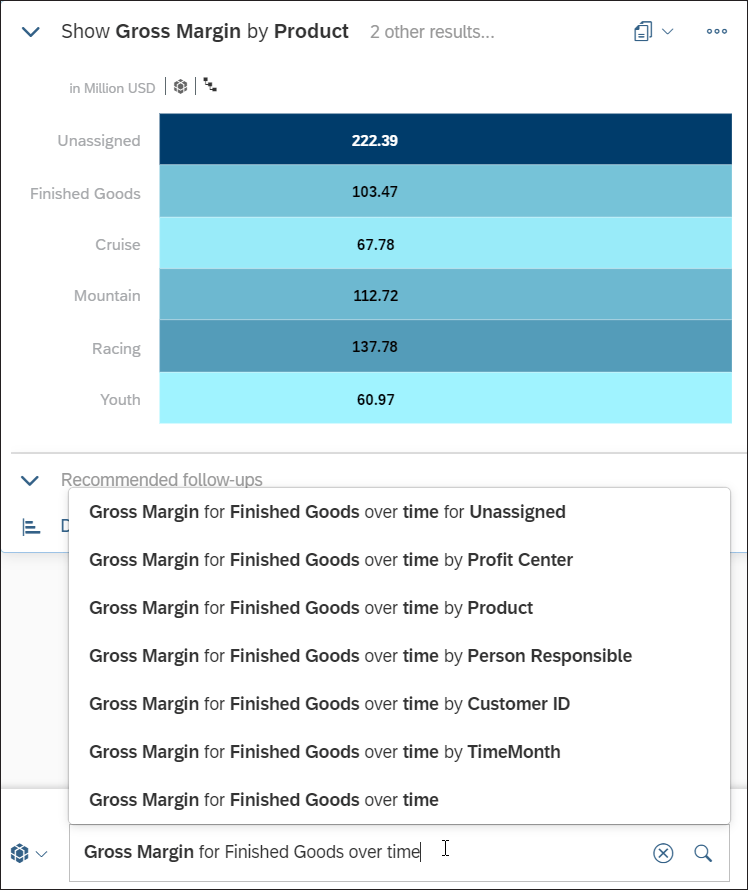 Show Gross Margin by Product 2 other results...
in Million USD
Unassigned 222.39
Finished Goods 103.47
Cruise 67.78
Mountain 112.72
Racing 137.78
Youth 60.97
Recommended follow-ups
D
Gross Margin for Finished Goods over time for Unassigned
Gross Margin for Finished Goods over time by Profit Center
Gross Margin for Finished Goods over time by Product
Gross Margin for Finished Goods over time by Person Responsible
Gross Margin for Finished Goods over time by Customer ID
Gross Margin for Finished Goods over time by TimeMonth
Gross Margin for Finished Goods over time
Gross Margin for Finished Goods over time